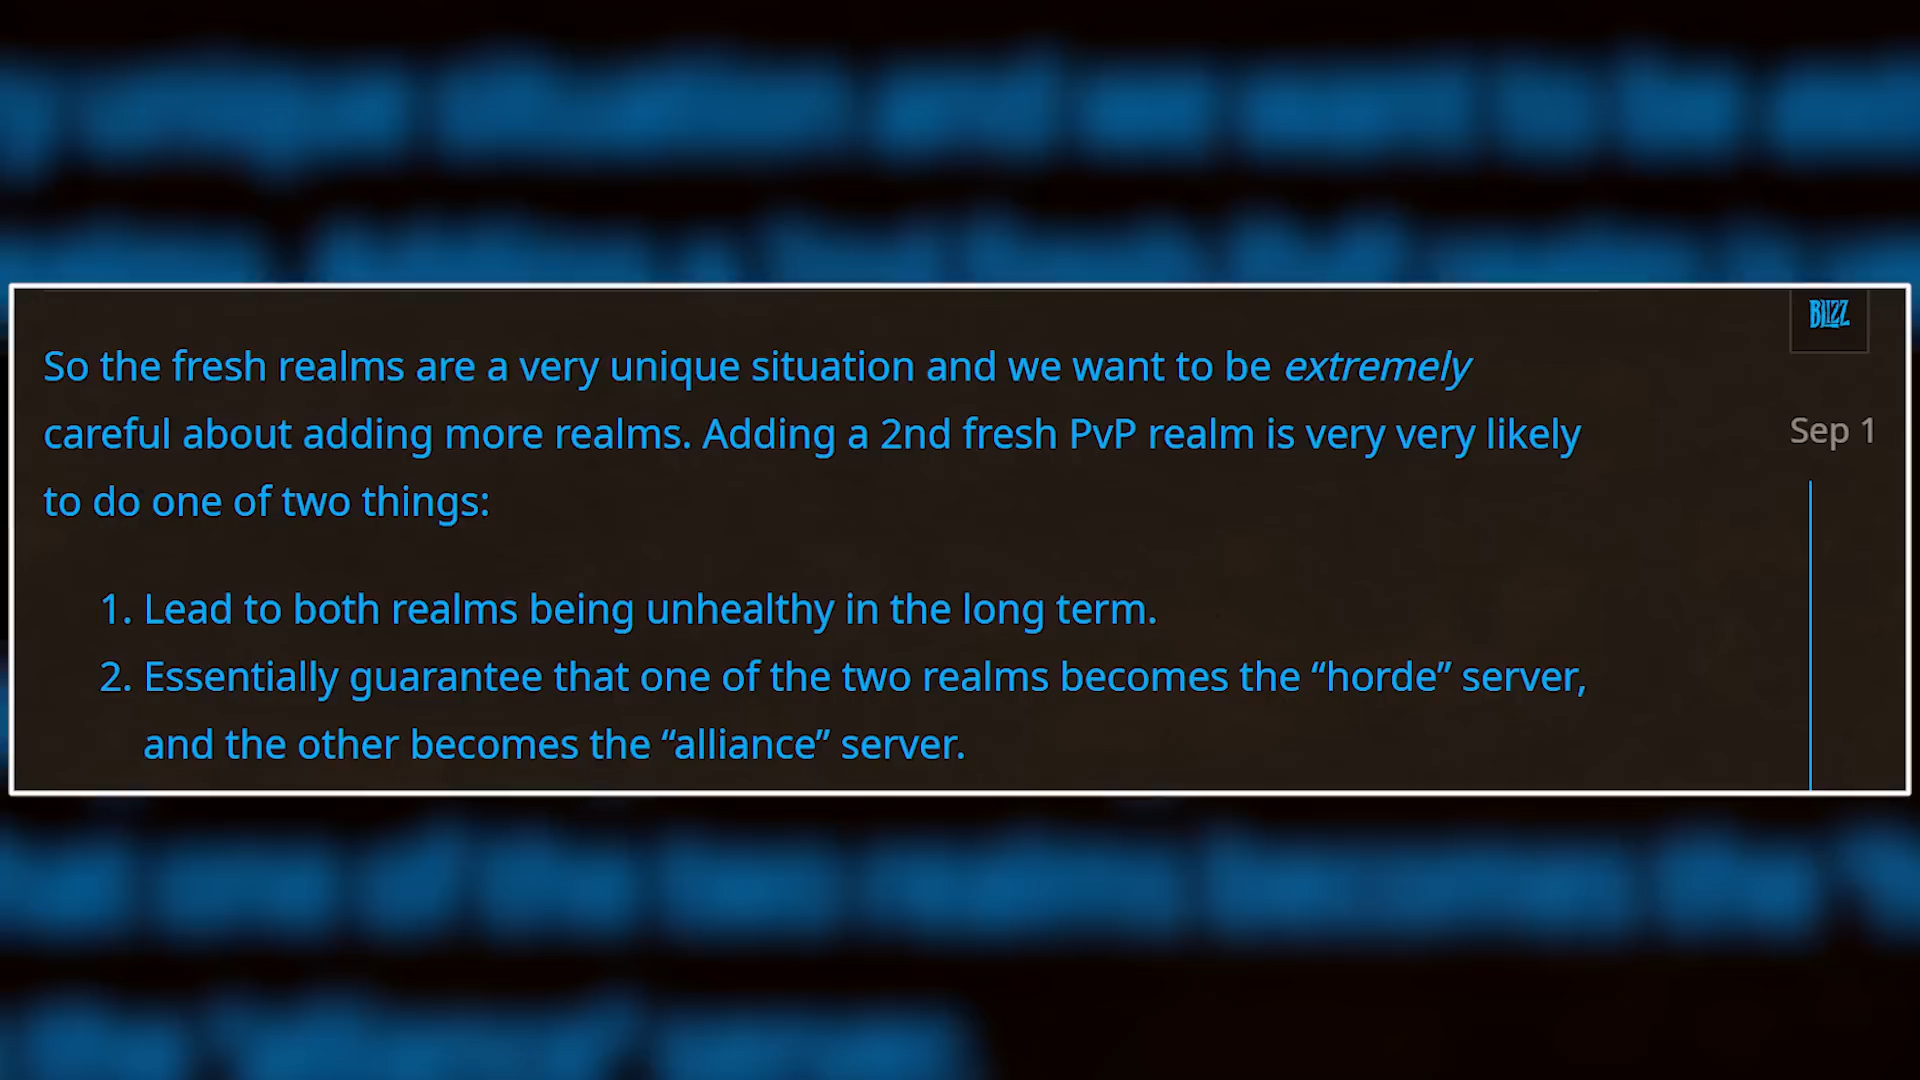 BLIZZ
So the fresh realms are a very unique situation and we want to be extremely
careful about adding more realms. Adding a 2nd fresh PvP realm is very very likely
Sep 1
to do one of two things:
1. Lead to both realms being unhealthy in the long term.
2. Essentially guarantee that one of the two realms becomes the “horde” server,
and the other becomes the “alliance” server.